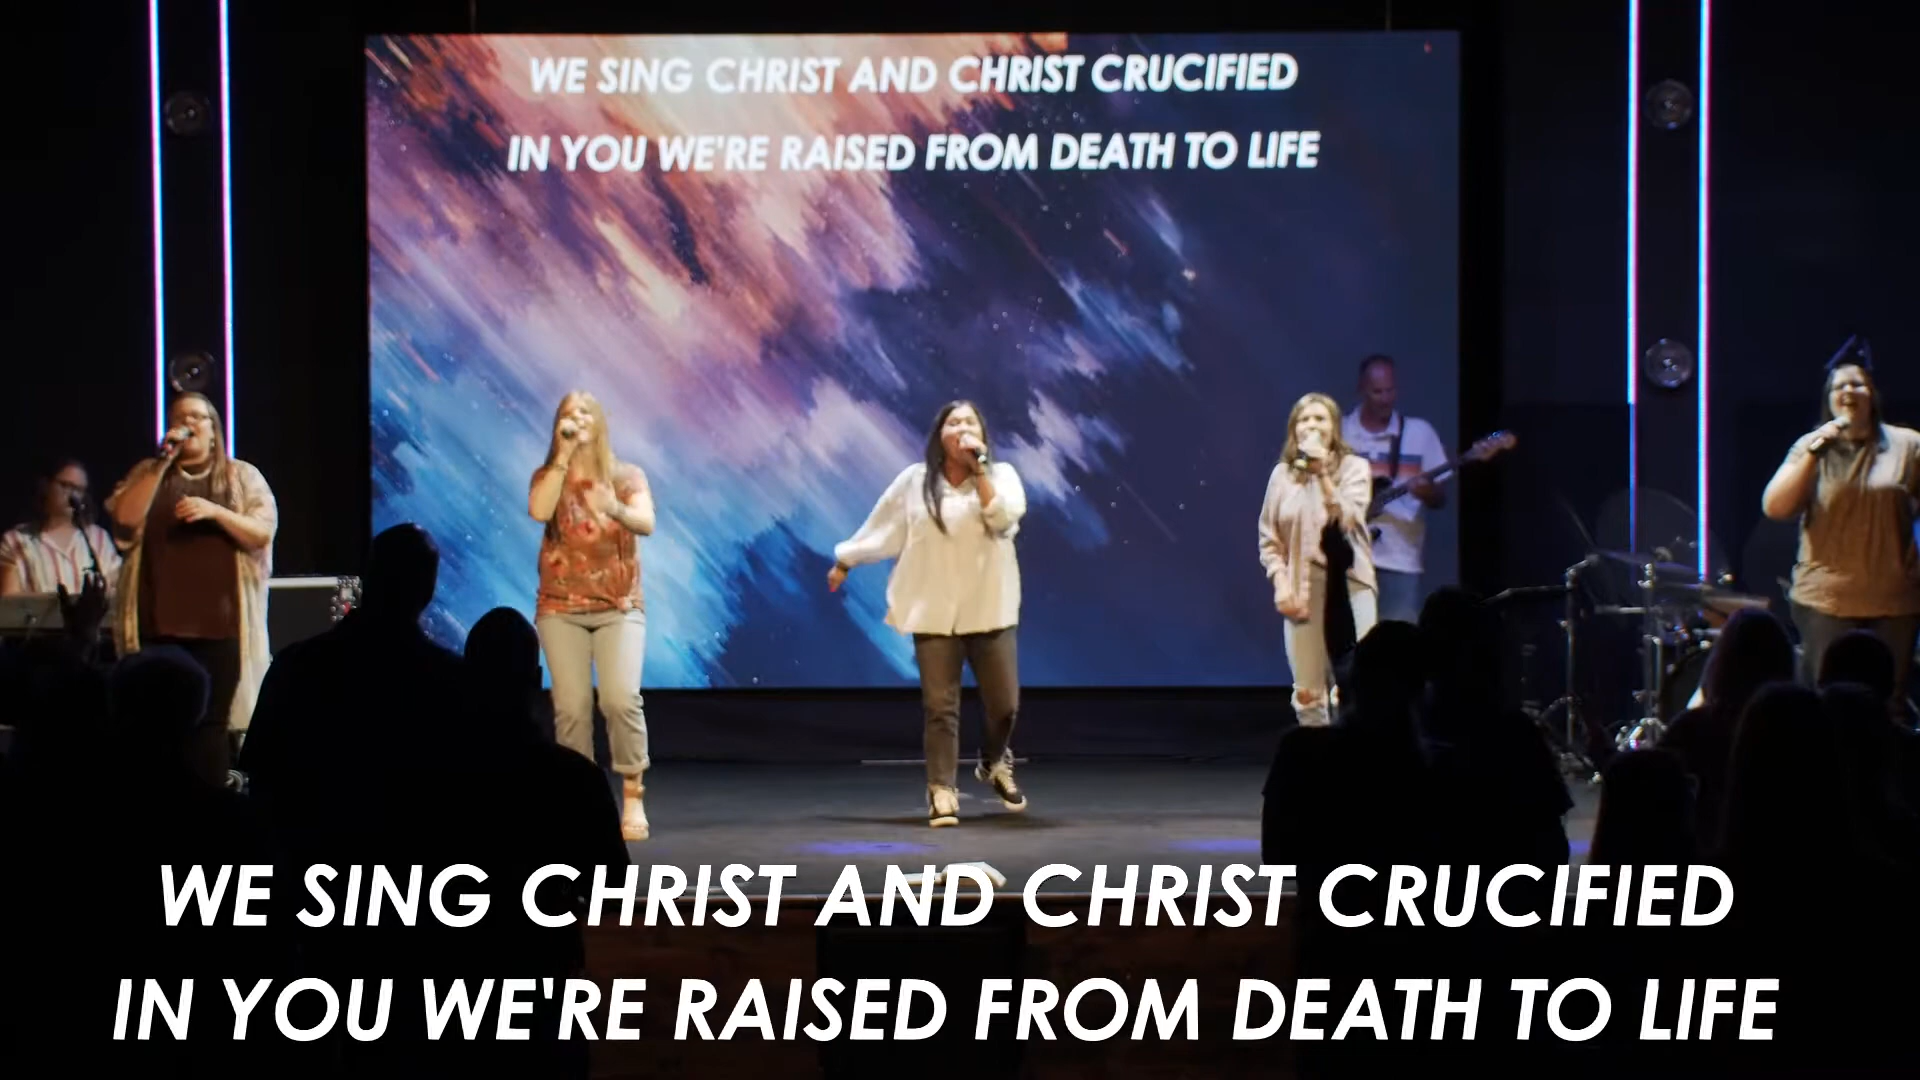 WE SING CHRIST AND CHRIST CRUCIFIED
IN YOU WE'RE RAISED FROM DEATH TO LIFE
WE SING CHRIST AND CHRIST CRUCIFIED
IN YOU WE'RE RAISED FROM DEATH TO LIFE